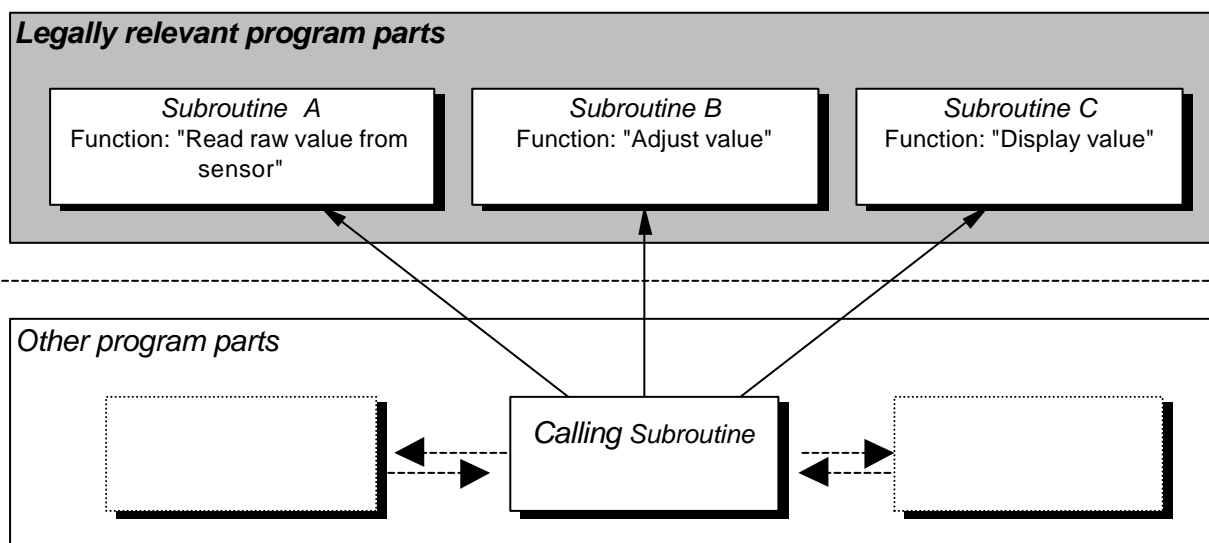 Legally relevant program parts
Subroutine A
Function: "Read raw value from
sensor"
Subroutine B
Function: "Adjust value"
Subroutine C
Function: "Display value"
Other program parts
Calling Subroutine